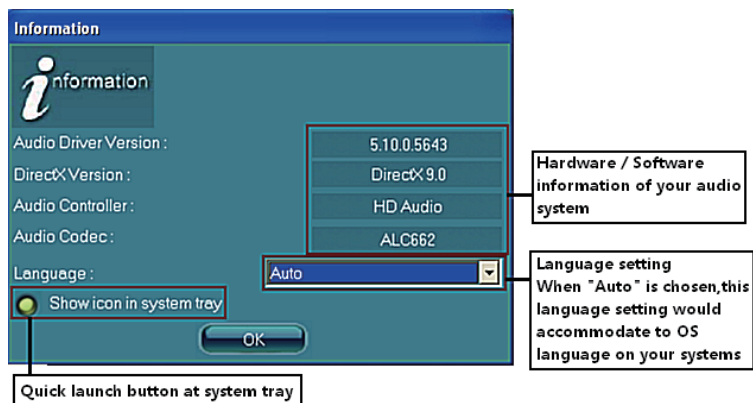 Information
information
Audio Driver Version : 5.10.0.5643
DirectX Version : DirectX 9.0
Audio Controller : HD Audio
Audio Codec : ALC662
Language : Auto
Show icon in system tray
OK
Hardware / Software
information of your audio
system
Language setting
When "Auto" is chosen,this
language setting would
accommodate to OS
language on your systems
Quick launch button at system tray